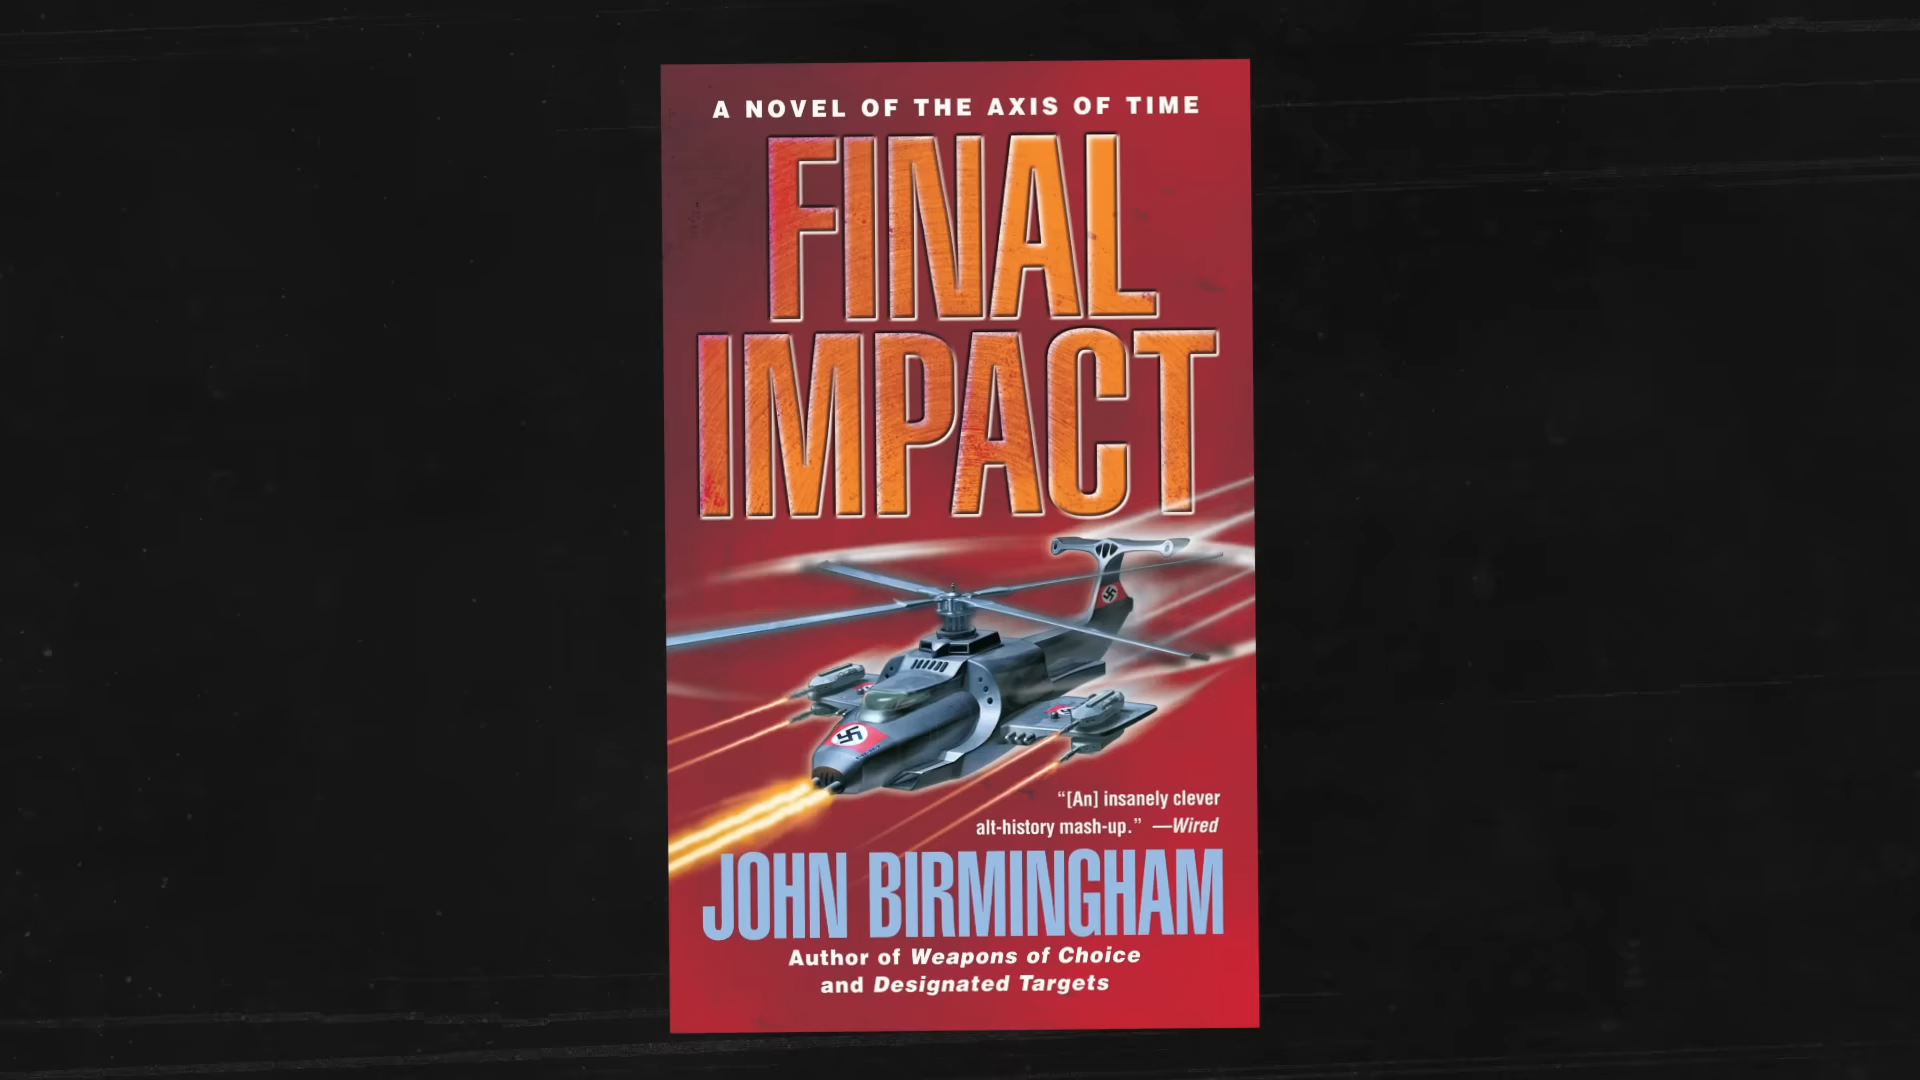 A NOVEL OF THE AXIS OF TIME
FINAL
IMPACT
“[An] insanely clever
alt-history mash-up.” —Wired
JOHN BIRMINGHAM
Author of Weapons of Choice
and Designated Targets